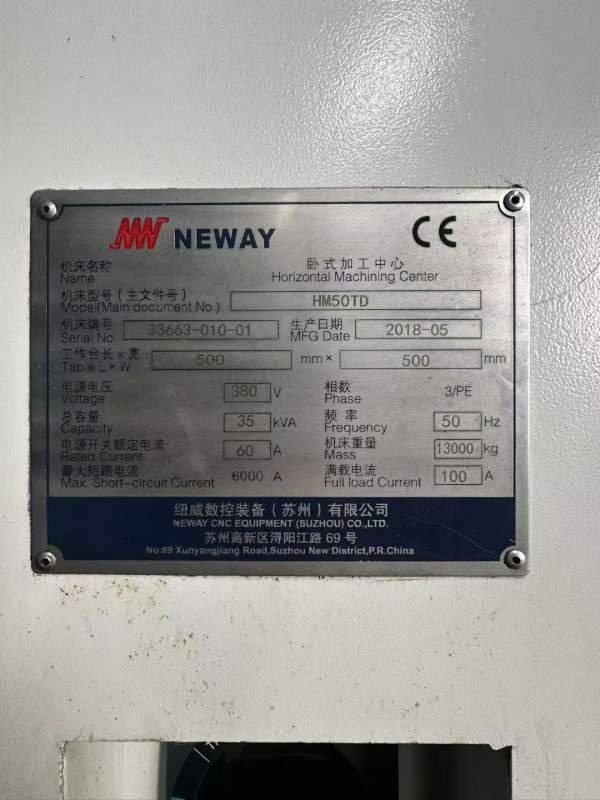 NEWAY CE
机床名称 卧式加工中心
Name Horizontal Machining Center
机床型号(主文件号) HM50TD
Model(Main document No.)
机床编号 33663-010-01 生产日期 2018-05
Serial No. MFG Date
工作台长×宽 500 mm× 500 mm
Table L×W
电源电压 380 V 相数 3/PE
Voltage Phase
总容量 35 kVA 频率 50 Hz
Capacity Frequency
电源开关额定电流 60 A 机床重量 13000 kg
Rated Current Mass
最大短路电流 6000 A 满载电流 100 A
Max. Short-circuit Current Full load Current
纽威数控装备(苏州)有限公司
NEWAY CNC EQUIPMENT (SUZHOU) CO.,LTD.
苏州高新区浔阳江路 69 号
No:69 Xunyangjiang Road,Suzhou New District,P.R.China